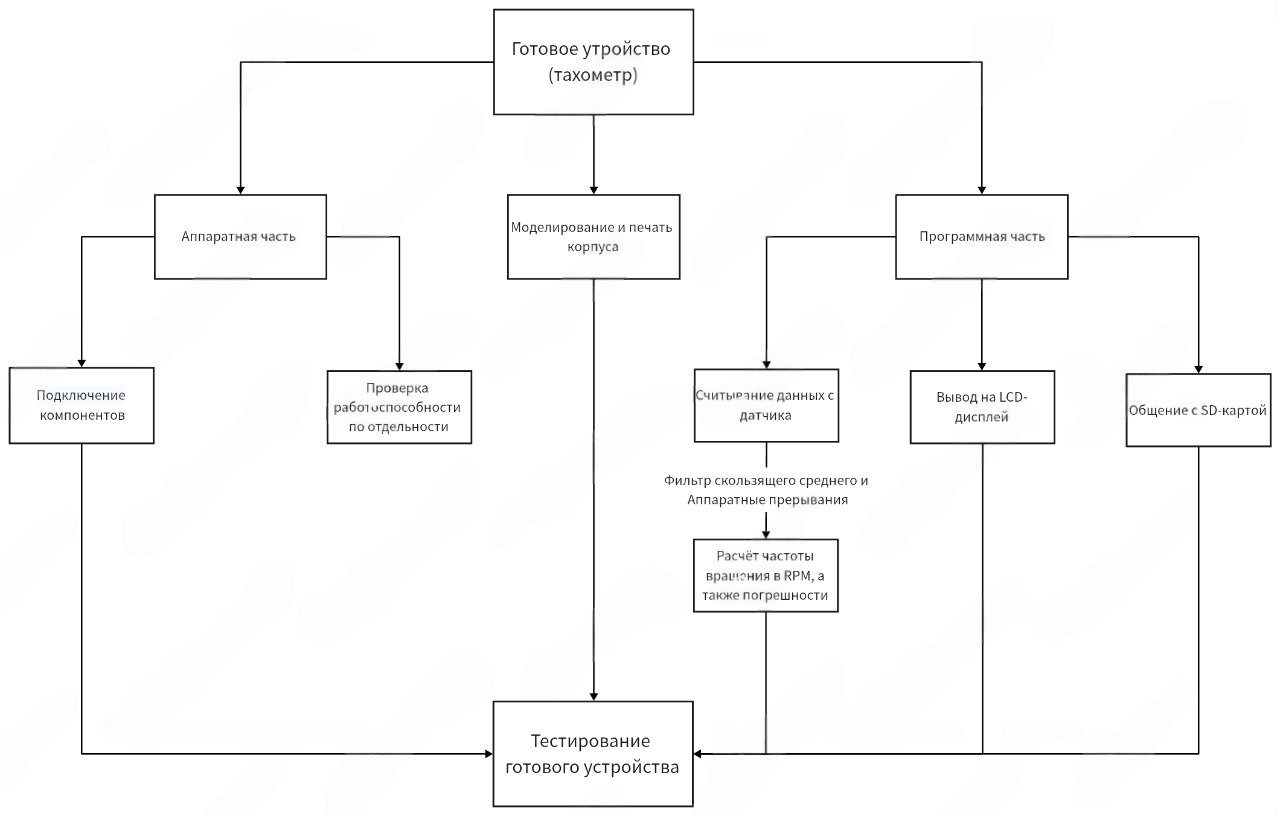 Готовое утройство
(тахометр)
Аппаратная часть
Моделирование и печать
корпуса
Программная часть
Подключение
компонентов
Проверка
работоспособности
по отдельности
Считывание данных с
датчика
Вывод на LCD-
дисплей
Общение с SD-картой
Фильтр скользящего среднего и
Аппаратные прерывания
Расчёт частоты
вращения в RPM, а
также погрешности
Тестирование
готового устройства